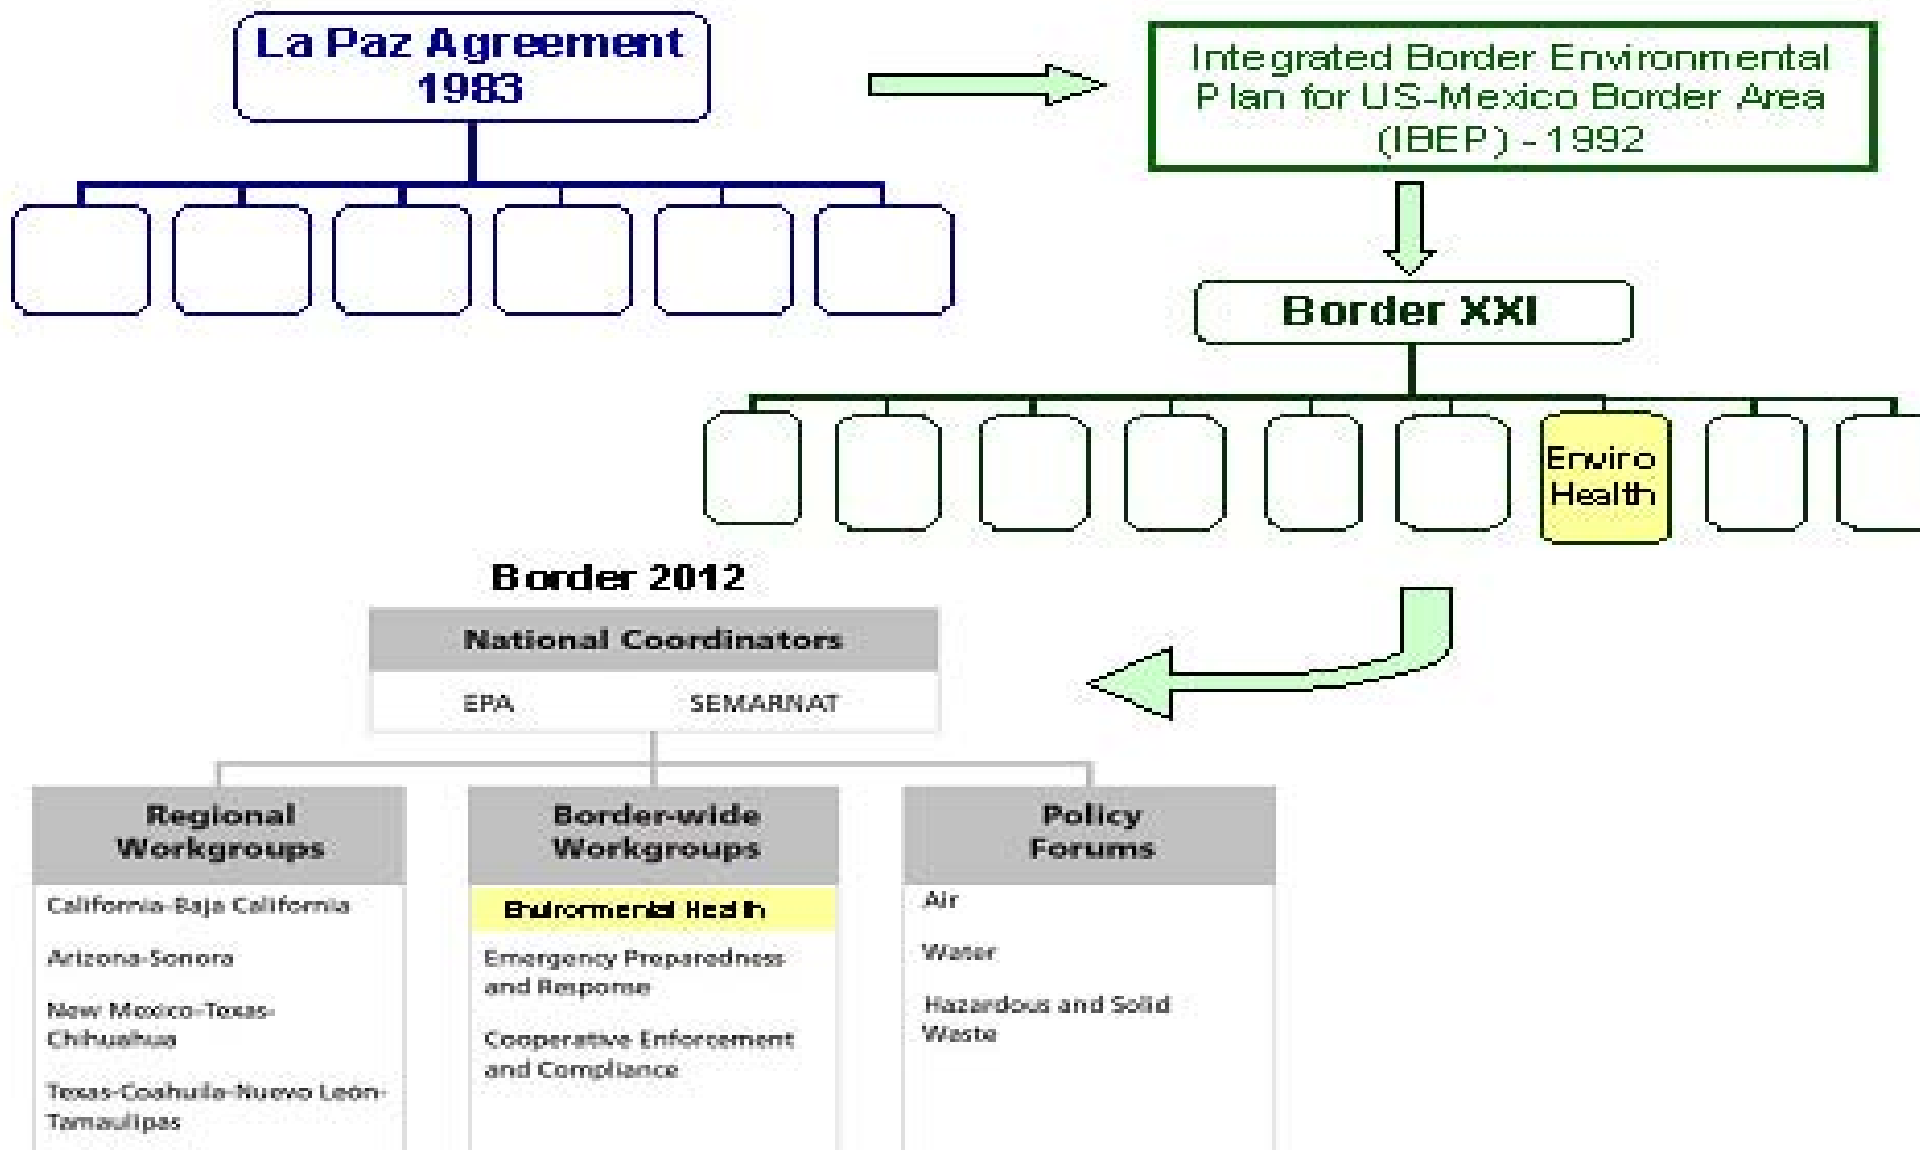 La Paz Agreement
1983
Integrated Border Environmental
Plan for US-Mexico Border Area
(IBEP) - 1992
Border XXI
Enviro
Health
Border 2012
National Coordinators
EPA SEMARNAT
Regional
Workgroups
California-Baja California
Arizona-Sonora
New Mexico-Texas-
Chihuahua
Texas-Coahuila-Nuevo León-
Tamaulipas
Border-wide
Workgroups
Environmental Health
Emergency Preparedness
and Response
Cooperative Enforcement
and Compliance
Policy
Forums
Air
Water
Hazardous and Solid
Waste